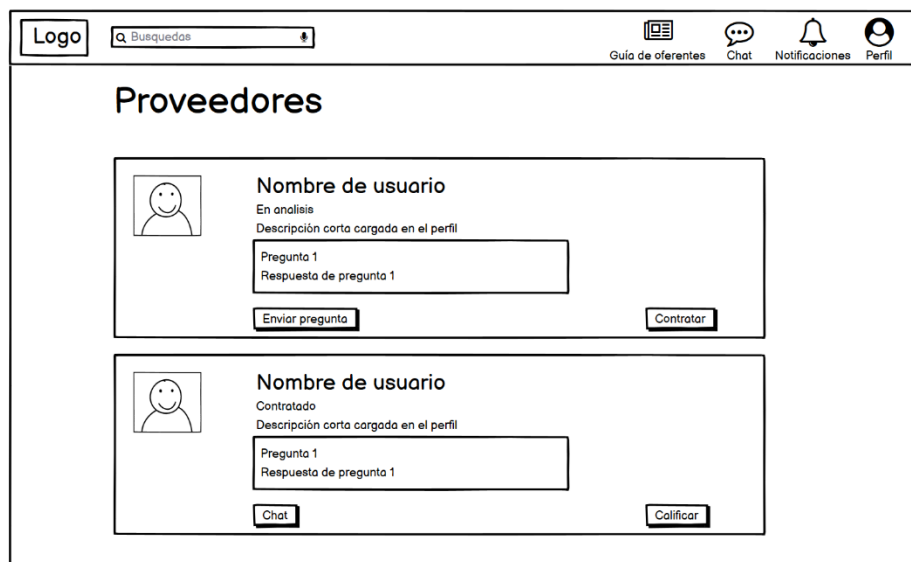 Logo
Busquedas
Guía de oferentes
Chat
Notificaciones
Perfil
Proveedores
Nombre de usuario
En analisis
Descripción corta cargada en el perfil
Pregunta 1
Respuesta de pregunta 1
Enviar pregunta
Contratar
Nombre de usuario
Contratado
Descripción corta cargada en el perfil
Pregunta 1
Respuesta de pregunta 1
Chat
Calificar